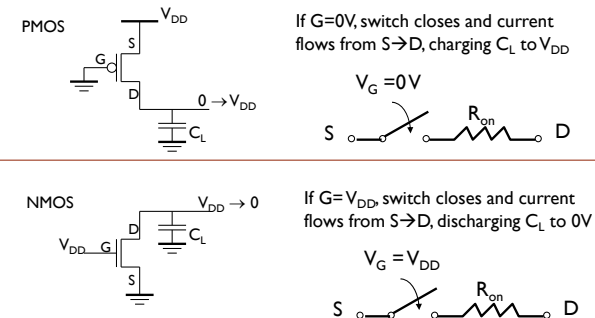 PMOS
V_DD
S
G
D
0 → V_DD
C_L
If G=0V, switch closes and current
flows from S→D, charging C_L to V_DD
V_G =0V
S
R_on
D
NMOS
V_DD → 0
D
C_L
V_DD
G
S
If G= V_DD, switch closes and current
flows from S→D, discharging C_L to 0V
V_G = V_DD
S
R_on
D